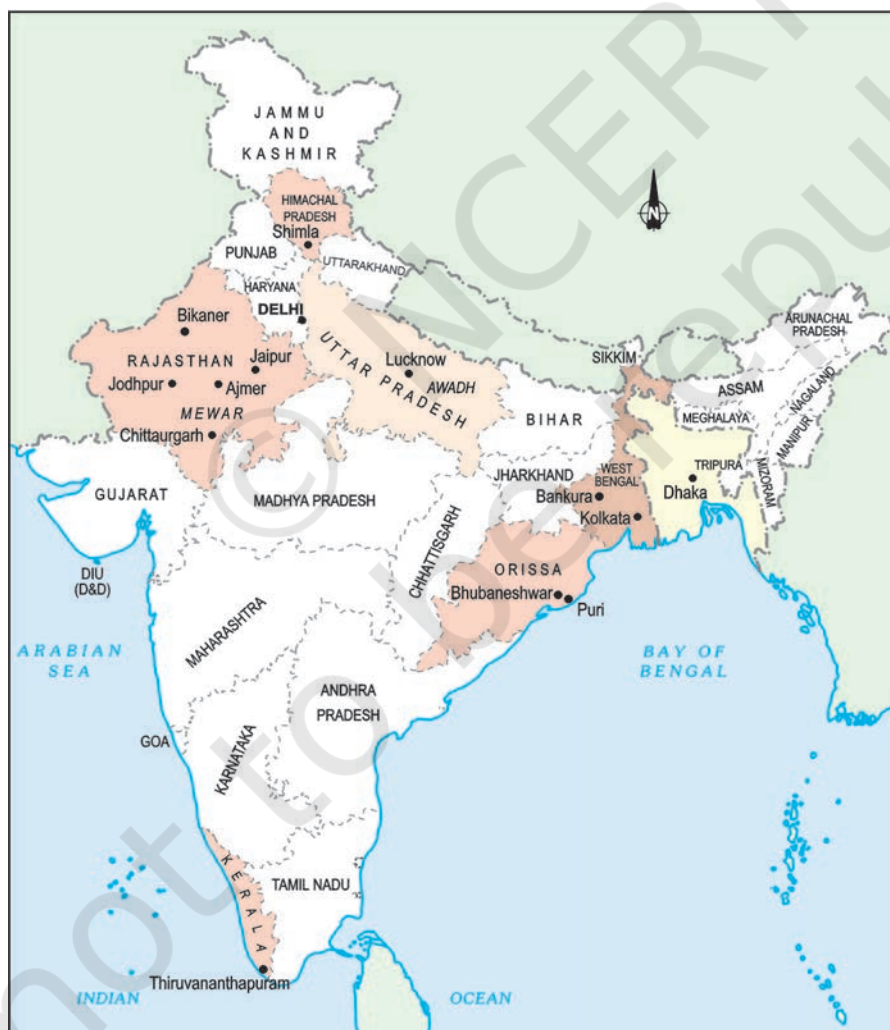 JAMMU
AND
KASHMIR
HIMACHAL
PRADESH
Shimla
PUNJAB
UTTARAKHAND
HARYANA
DELHI
N
Bikaner
RAJASTHAN
Jaipur
Jodhpur
Ajmer
MEWAR
Chittaurgarh
UTTAR PRADESH
Lucknow
AWADH
SIKKIM
ARUNACHAL
PRADESH
ASSAM
NAGALAND
MEGHALAYA
MANIPUR
BIHAR
TRIPURA
MIZORAM
Dhaka
GUJARAT
MADHYA PRADESH
JHARKHAND
WEST
BENGAL
Bankura
Kolkata
CHHATTISGARH
DIU
(D&D)
ORISSA
Bhubaneshwar
Puri
MAHARASHTRA
ARABIAN
SEA
BAY OF
BENGAL
ANDHRA
PRADESH
GOA
KARNATAKA
KERALA
TAMIL NADU
Thiruvananthapuram
INDIAN
OCEAN
© NCERT
not to be republ